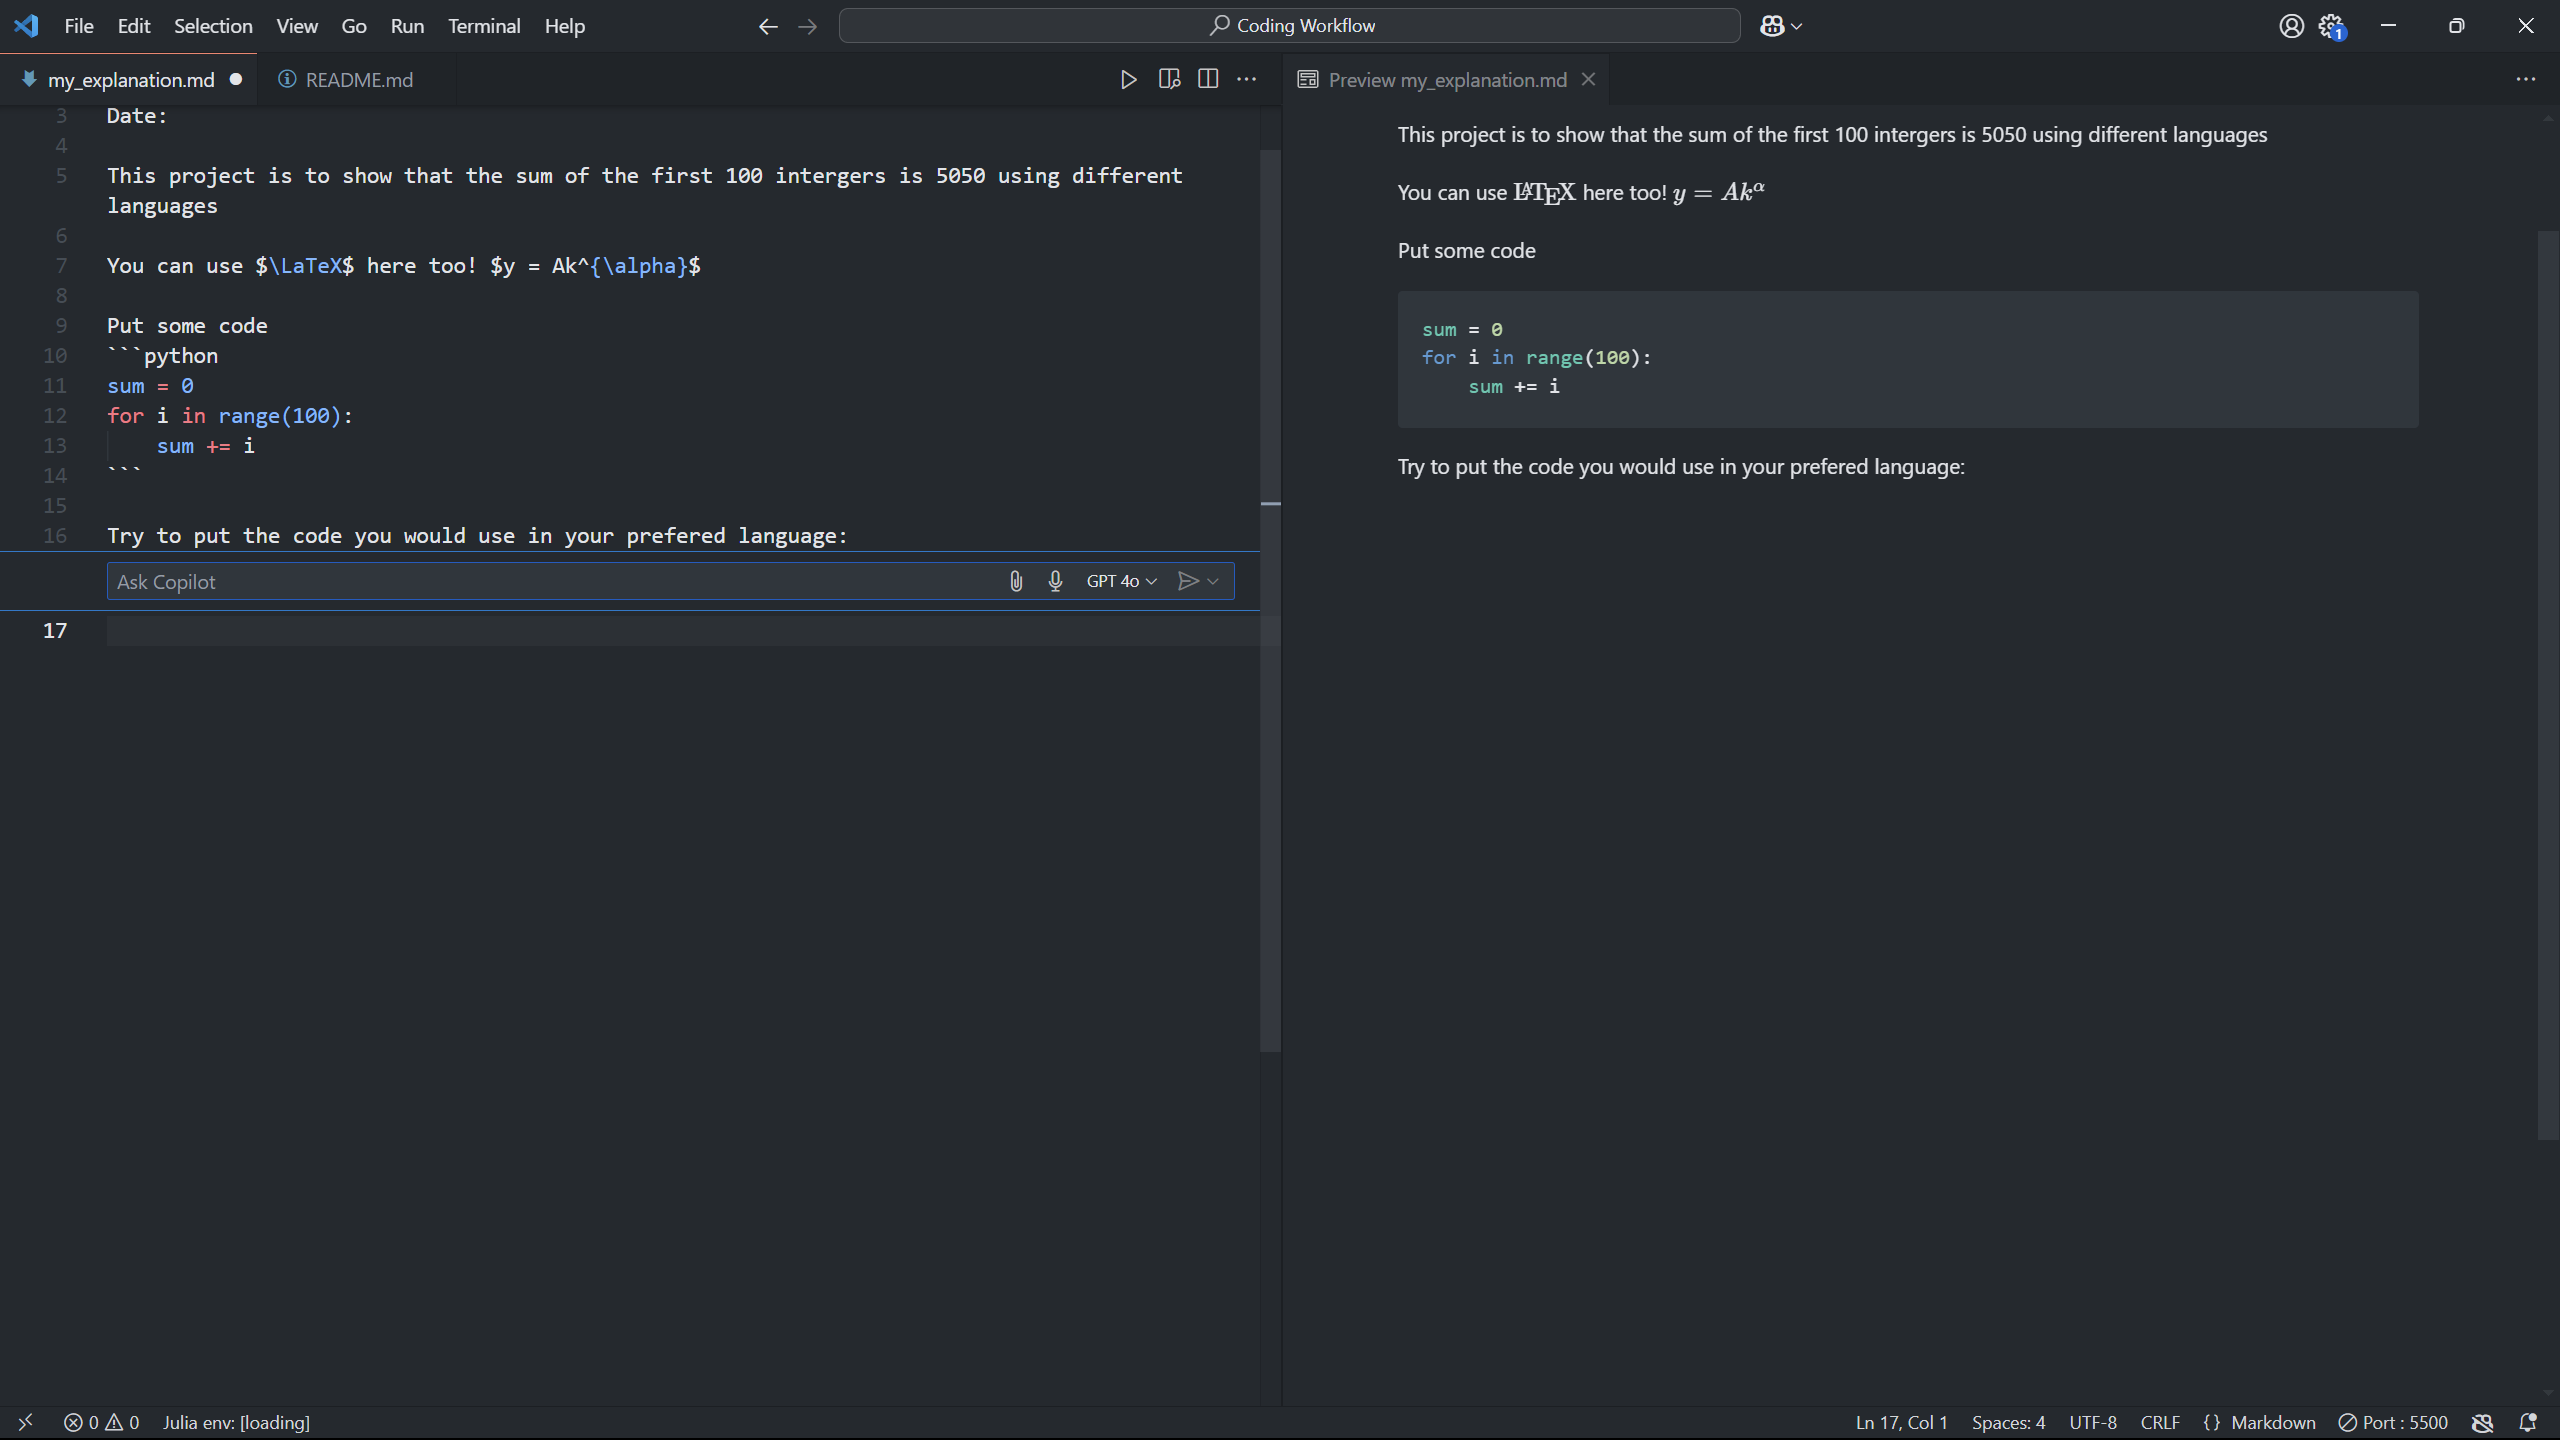 File Edit Selection View Go Run Terminal Help
Coding Workflow
1
my_explanation.md
README.md
3 Date:
4
5 This project is to show that the sum of the first 100 intergers is 5050 using different
languages
6
7 You can use $\LaTeX$ here too! $y = Ak^{\alpha}$
8
9 Put some code
10 ```python
11 sum = 0
12 for i in range(100):
13     sum += i
14 ```
15
16 Try to put the code you would use in your prefered language:
Ask Copilot
GPT 4o
17
Preview my_explanation.md
This project is to show that the sum of the first 100 intergers is 5050 using different languages
You can use LATEX here too! y = Ak^α
Put some code
sum = 0
for i in range(100):
    sum += i
Try to put the code you would use in your prefered language:
0 0 Julia env: [loading]
Ln 17, Col 1 Spaces: 4 UTF-8 CRLF {} Markdown Port : 5500